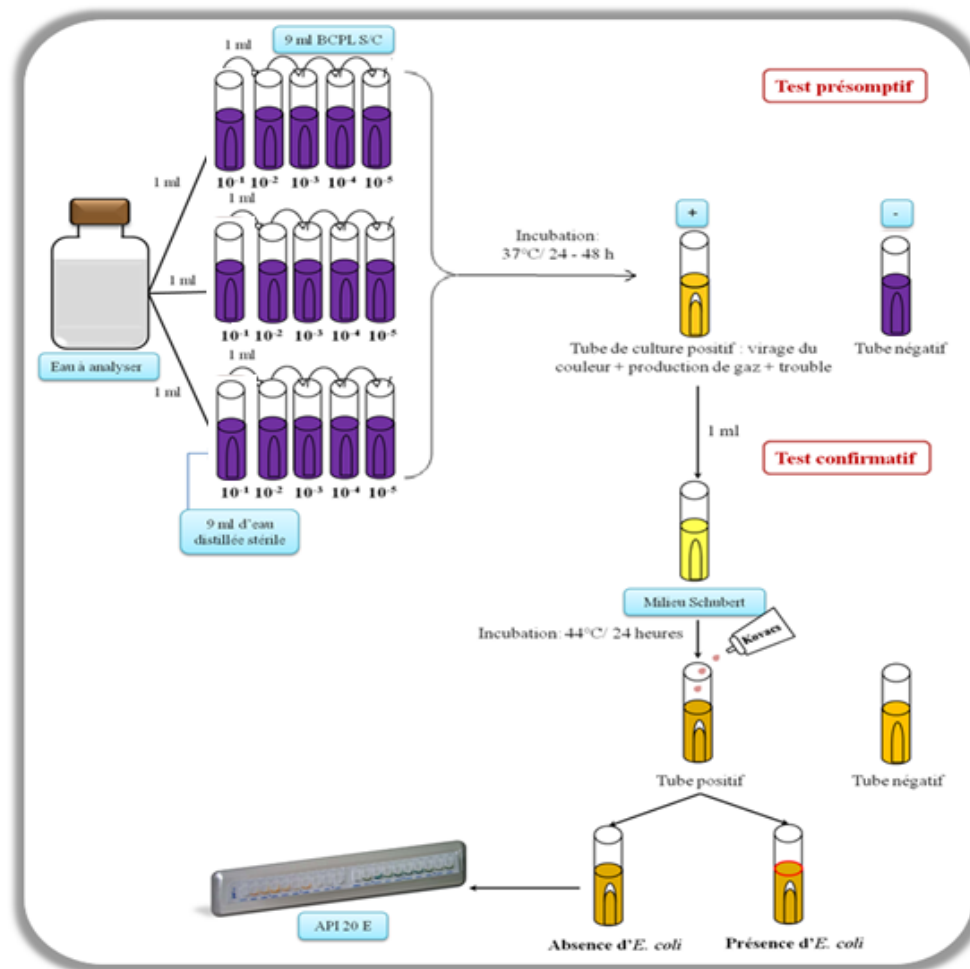 9 ml BCPL S/C
1 ml
Test présomptif
10⁻¹ 10⁻² 10⁻³ 10⁻⁴ 10⁻⁵
1 ml
1 ml
+
-
Incubation:
37°C/ 24 - 48 h
1 ml
10⁻¹ 10⁻² 10⁻³ 10⁻⁴ 10⁻⁵
Tube de culture positif : virage du
couleur + production de gaz + trouble
Tube négatif
Eau à analyser
1 ml
1 ml
1 ml
Test confirmatif
10⁻¹ 10⁻² 10⁻³ 10⁻⁴ 10⁻⁵
9 ml d'eau
distillée stérile
Milieu Schubert
Incubation: 44°C/ 24 heures
Kovacs
Tube positif
Tube négatif
API 20 E
Absence d'E. coli
Présence d'E. coli